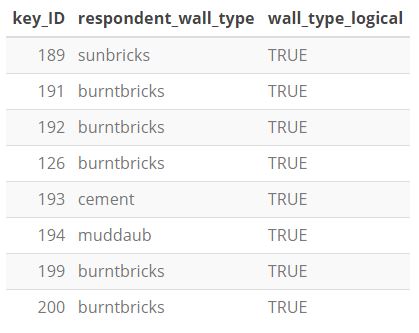 key_ID respondent_wall_type wall_type_logical
189 sunbricks TRUE
191 burntbricks TRUE
192 burntbricks TRUE
126 burntbricks TRUE
193 cement TRUE
194 muddaub TRUE
199 burntbricks TRUE
200 burntbricks TRUE